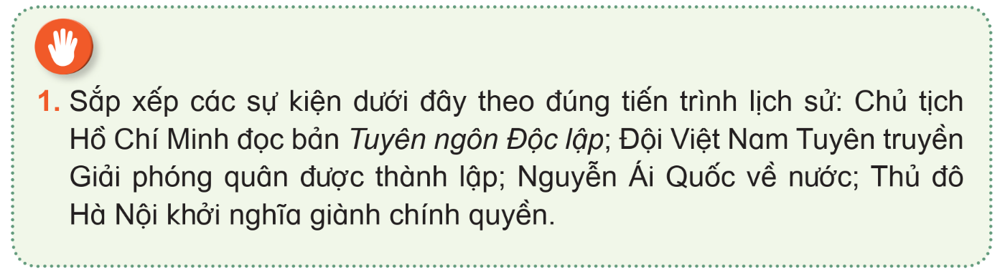 1. Sắp xếp các sự kiện dưới đây theo đúng tiến trình lịch sử: Chủ tịch
Hồ Chí Minh đọc bản Tuyên ngôn Độc lập; Đội Việt Nam Tuyên truyền
Giải phóng quân được thành lập; Nguyễn Ái Quốc về nước; Thủ đô
Hà Nội khởi nghĩa giành chính quyền.